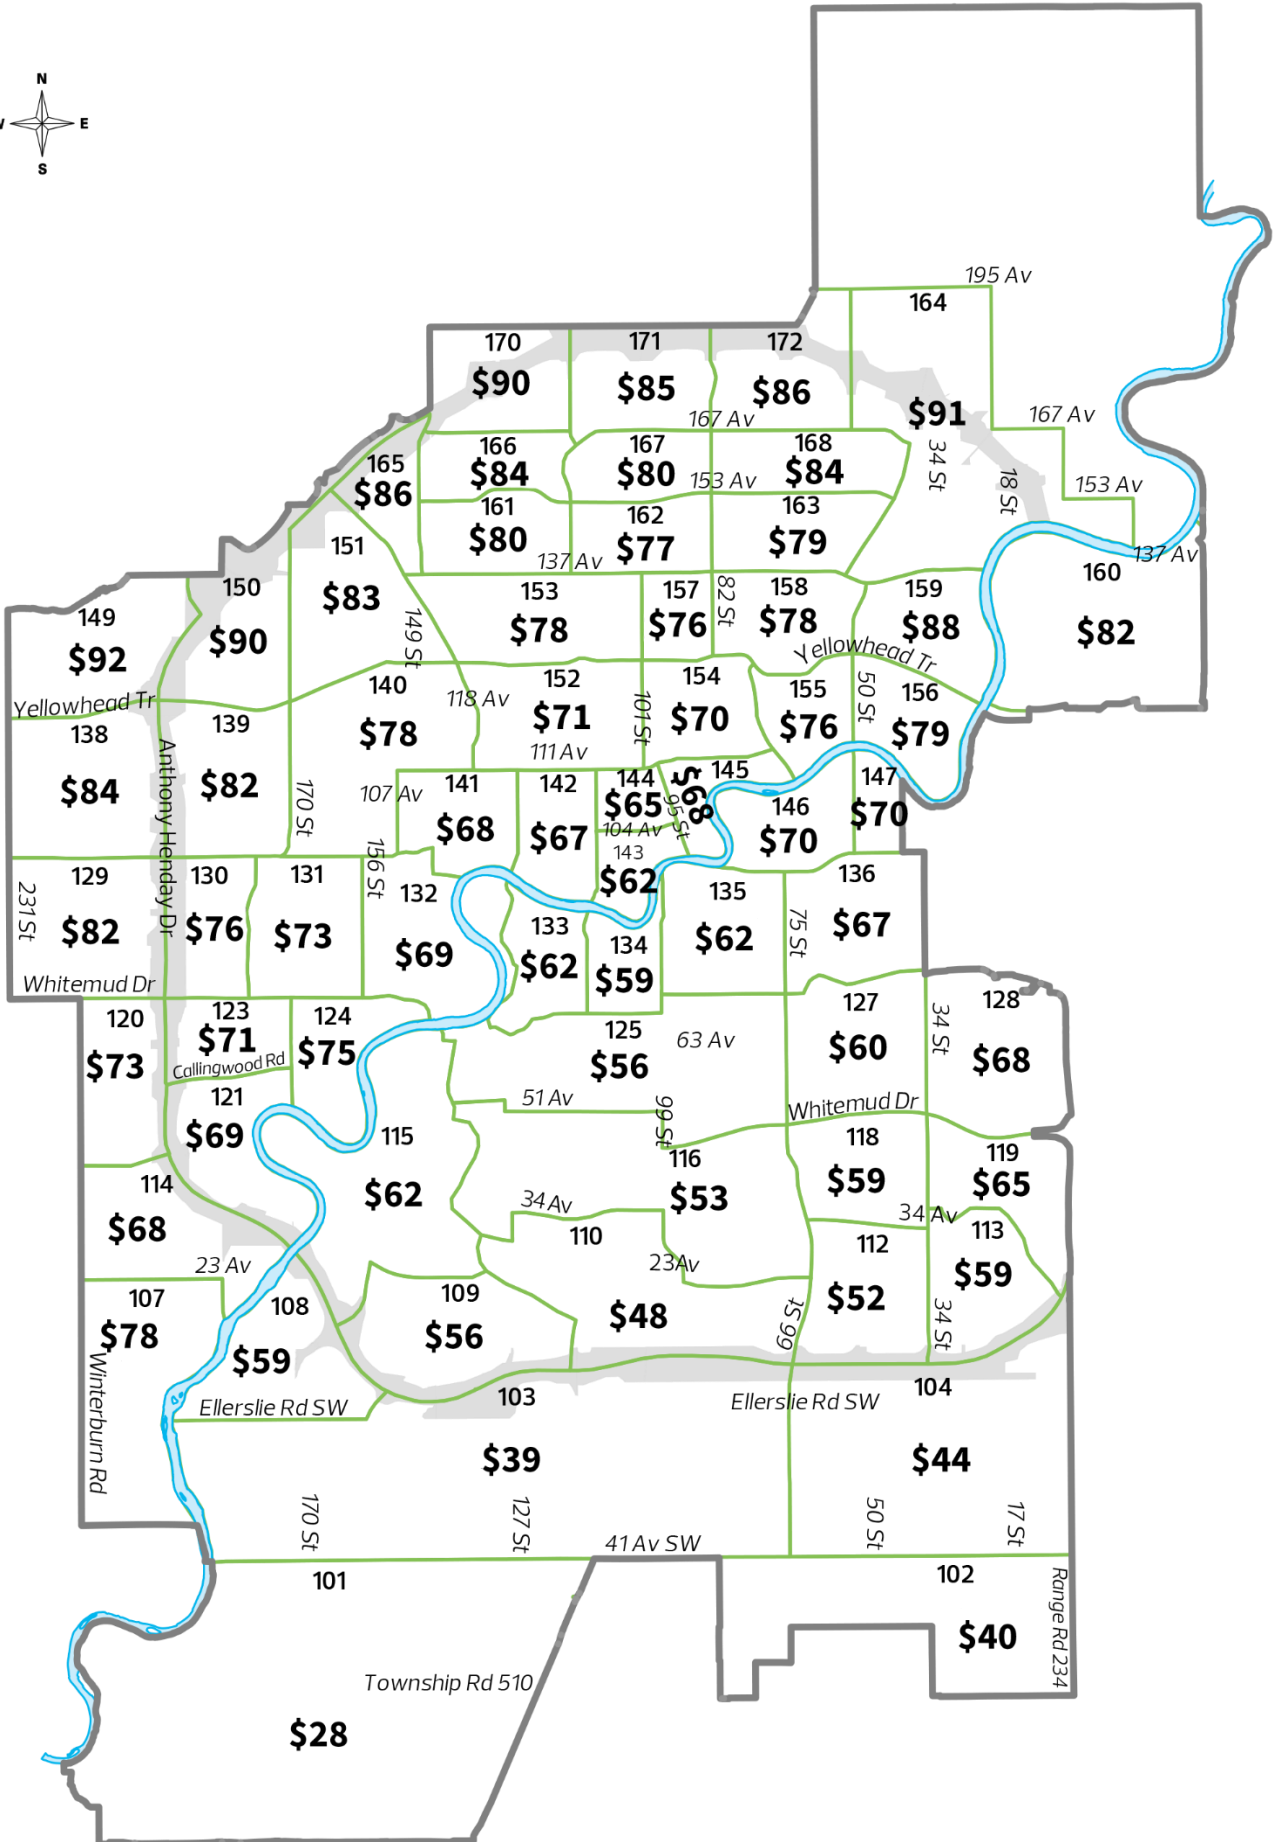 N
W E
S
195 Av
164
170 171 172
$90 $85 $86
$91
167 Av
167 Av
166 167 168
34 St
165 $84 $80 $84
$86
153 Av
18 St
153 Av
161 162 163
$80 $77 $79
151
137 Av
137 Av
160
150
153 157 82 St 158 159
$83
149 St
149
$90
$78 $76 $78 $88
$82
$92
Yellowhead Tr
152 154
140
118 Av
155 50 St 156
Yellowhead Tr
101 St
138 139
$71 $70
$78
$76 $79
111 Av
Anthony Henday Dr
$84 $82
170 St
107 Av
141 142 144 145 147
$65 $68
95 St
146 $70
$68 $67
104 Av
$70
143
156 St
231 St
129 130 131
132
$62
135
136
$82 $76 $73
133
134
75 St
$67
$69
$62 $59
$62
Whitemud Dr
120 123 124
127
34 St
128
125
63 Av
$71
$73 $75 $56
$60 $68
Callingwood Rd
121
51 Av
99 St
Whitemud Dr
$69
115
118
119
116
114
$62
$53
$59 $65
34 Av
34 Av
$68
110
112 113
23 Av
23Av
107 108 109
$59
$78
$56 $48
66 St
$52
34 St
$59
Winterburn Rd
103
104
Ellerslie Rd SW
Ellerslie Rd SW
$39
$44
170 St
127 St
50 St
17 St
41 Av SW
101
102
Range Rd 234
$40
Township Rd 510
$28